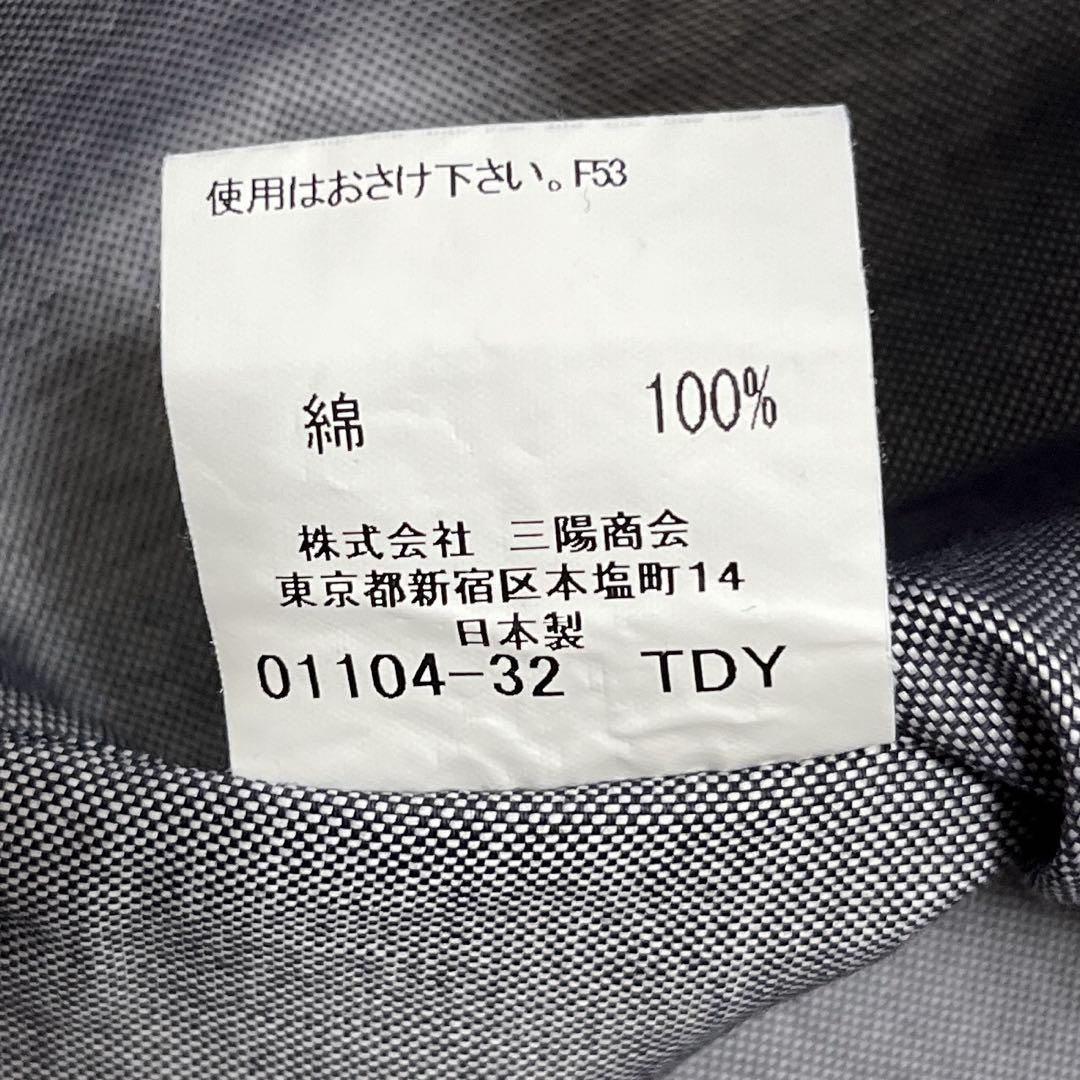 使用はおさけ下さい。F53
綿 100%
株式会社 三陽商会
東京都新宿区本塩町14
日本製
01104-32 TDY